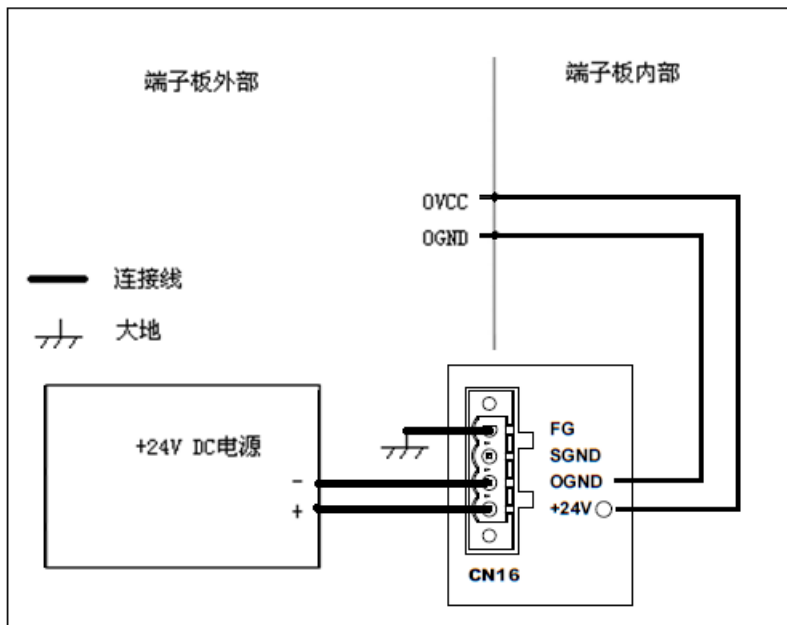 端子板外部
端子板内部
OVCC
OGND
连接线
大地
+24V DC电源
-
+
FG
SGND
OGND
+24V
CN16